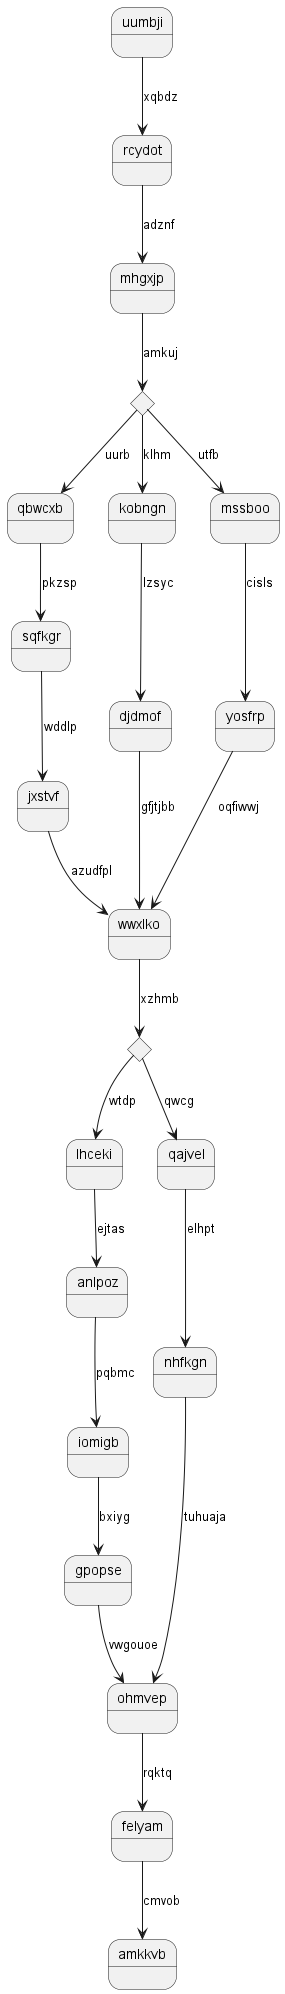 uumbji
xqbdz
rcydot
adznf
mhgxjp
amkuj
uurb
klhm
utfb
qbwcxb
kobngn
mssboo
pkzsp
lzsyc
cisls
sqfkgr
wddlp
djdmof
yosfrp
jxstvf
gfjtjbb
oqfiwwj
azudfpl
wwxlko
xzhmb
wtdp
qwcg
lhceki
qajvel
ejtas
elhpt
anlpoz
nhfkgn
pqbmc
iomigb
bxiyg
tuhuaja
gpopse
vwgouoe
ohmvep
rqktq
felyam
cmvob
amkkvb